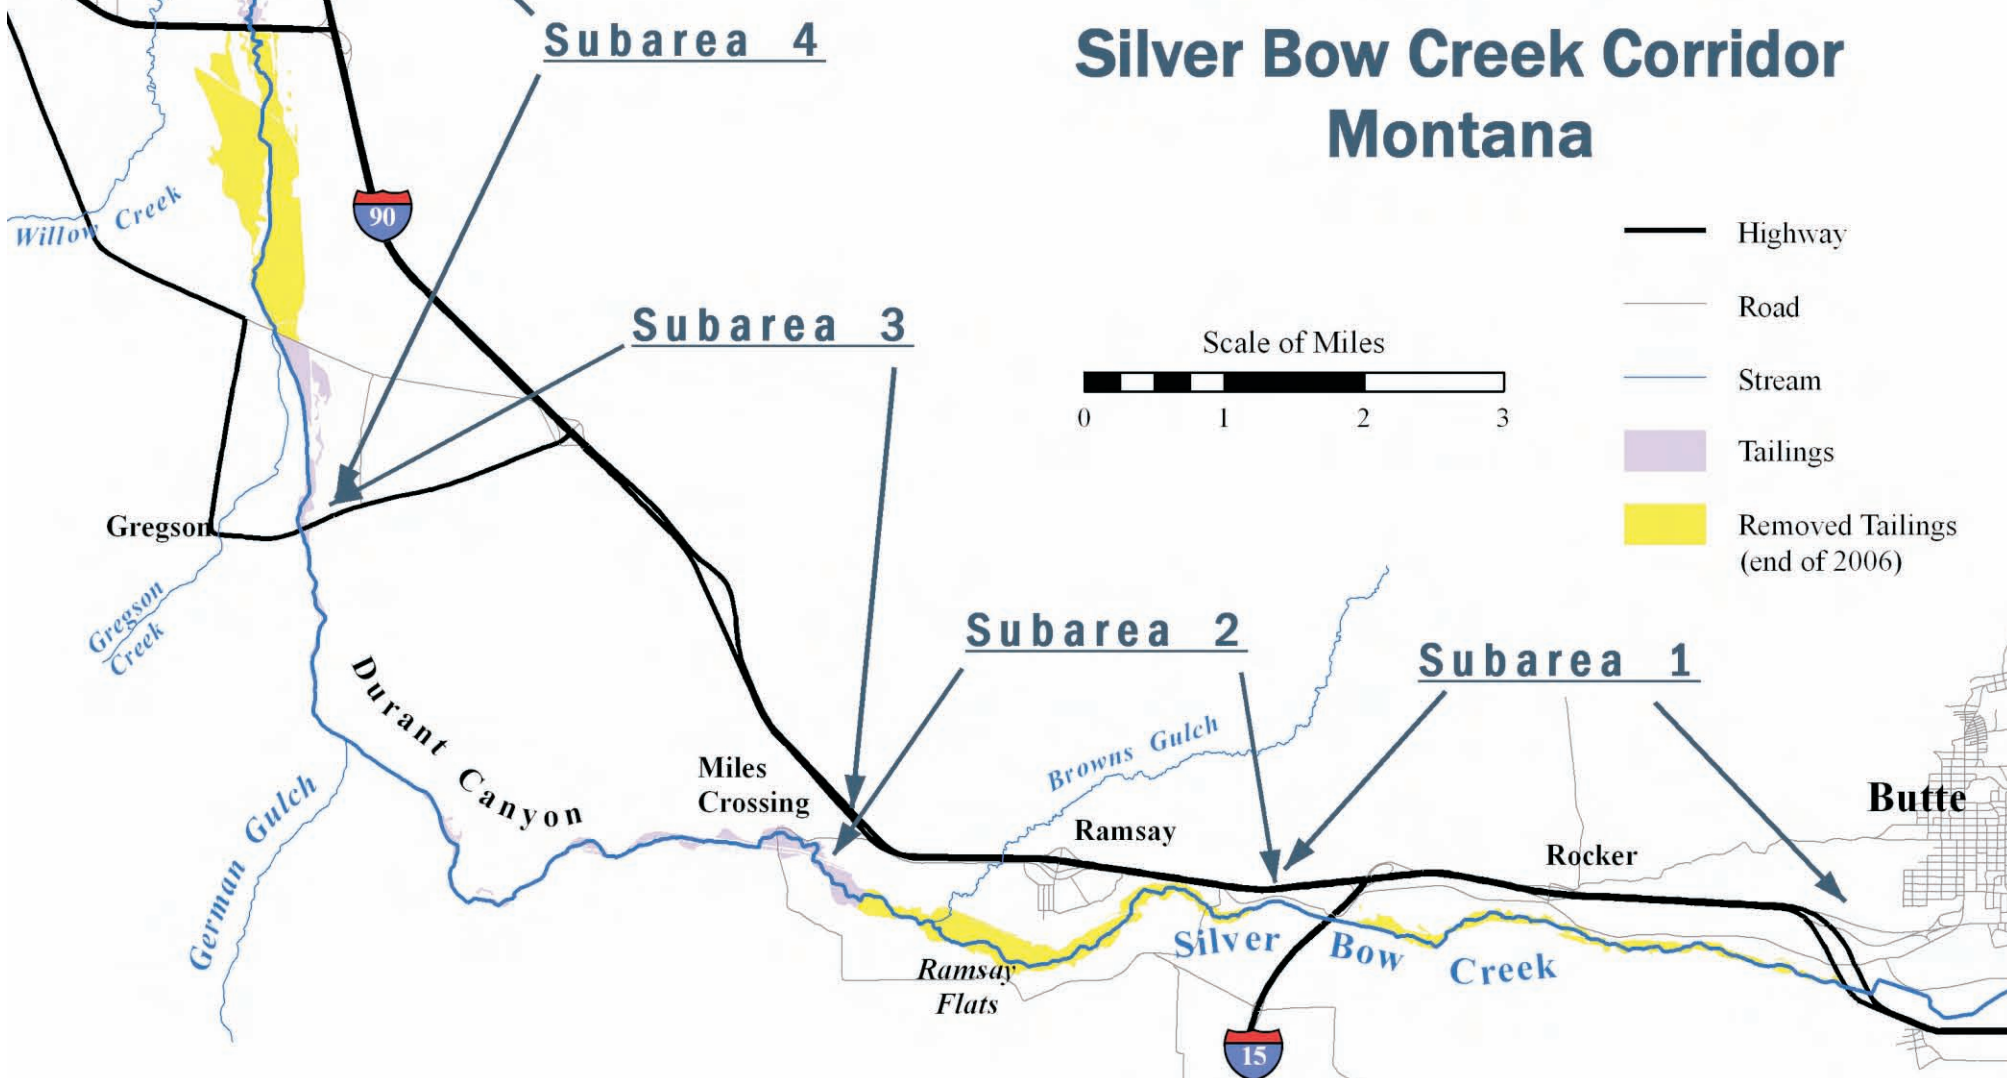 Silver Bow Creek Corridor
Montana
Subarea 4
90
Willow Creek
Highway
Road
Stream
Tailings
Removed Tailings
(end of 2006)
Scale of Miles
0 1 2 3
Subarea 3
Gregson
Gregson
Creek
Subarea 2
Subarea 1
Durant Canyon
German Gulch
Miles
Crossing
Browns Gulch
Ramsay
Rocker
Butte
Silver Bow Creek
Ramsay
Flats
15